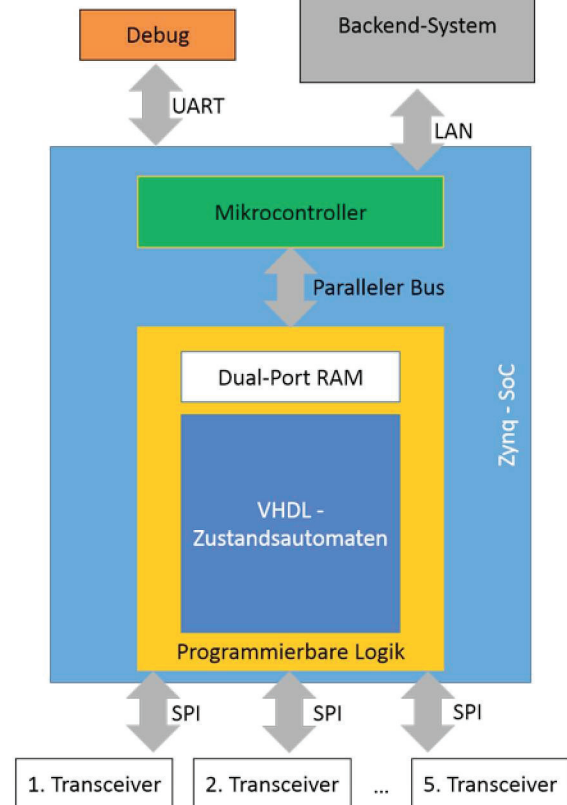 Debug
Backend-System
UART
LAN
Mikrocontroller
Paralleler Bus
Dual-Port RAM
Zynq - SoC
VHDL -
Zustandsautomaten
Programmierbare Logik
SPI
SPI
SPI
1. Transceiver
2. Transceiver
...
5. Transceiver